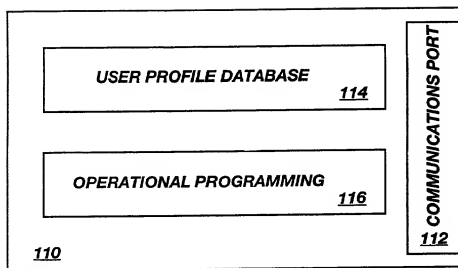 USER PROFILE DATABASE
114
OPERATIONAL PROGRAMMING
116
110
COMMUNICATIONS PORT
112